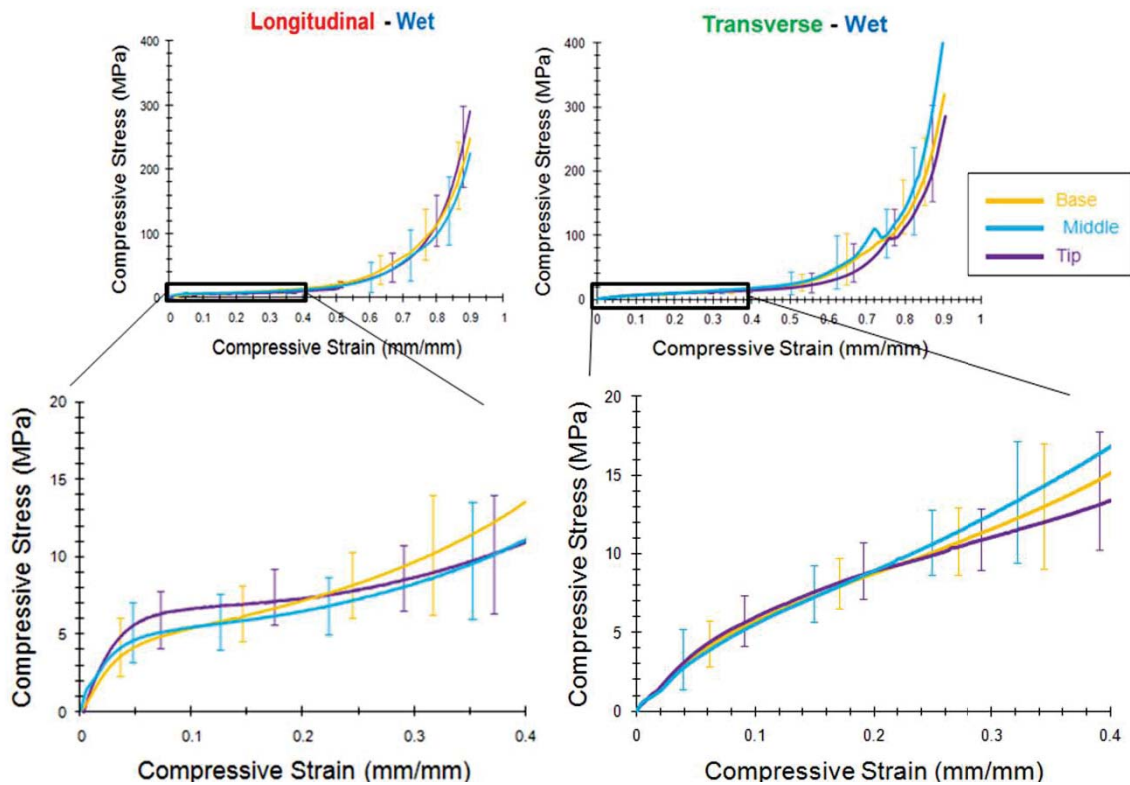 Longitudinal - Wet
Transverse - Wet
Compressive Stress (MPa)
400
300
200
100
0
0 0.1 0.2 0.3 0.4 0.5 0.6 0.7 0.8 0.9 1
Compressive Strain (mm/mm)
Compressive Stress (MPa)
400
300
200
100
0
0 0.1 0.2 0.3 0.4 0.5 0.6 0.7 0.8 0.9 1
Compressive Strain (mm/mm)
Base
Middle
Tip
Compressive Stress (MPa)
20
15
10
5
0
0 0.1 0.2 0.3 0.4
Compressive Strain (mm/mm)
Compressive Stress (MPa)
20
15
10
5
0
0 0.1 0.2 0.3 0.4
Compressive Strain (mm/mm)